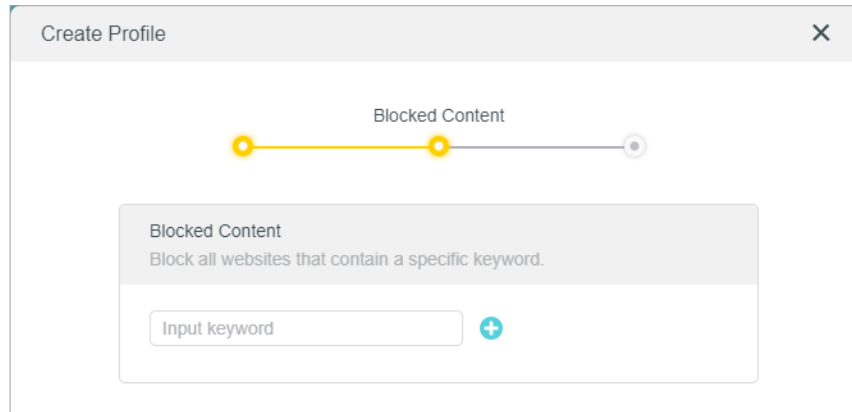 Create Profile
Blocked Content
Blocked Content
Block all websites that contain a specific keyword.
Input keyword